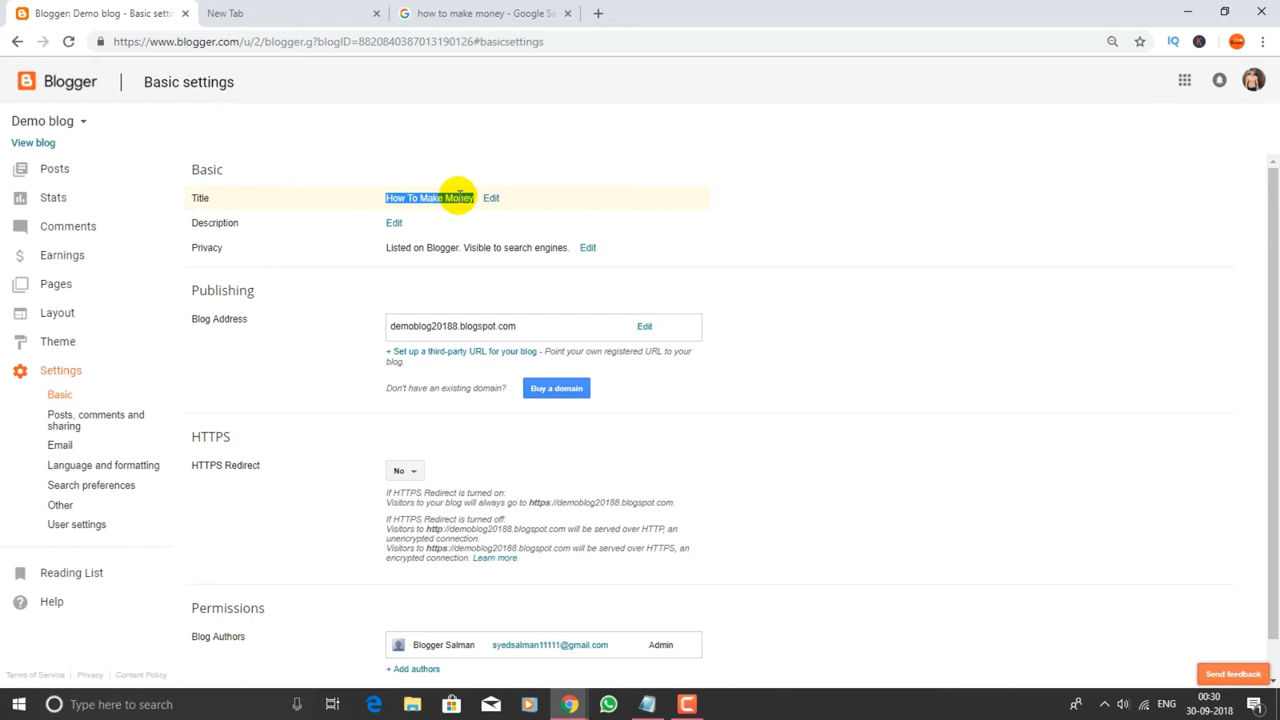 Blogger: Demo blog - Basic setti
New Tab
how to make money - Google Se
https://www.blogger.com/u/2/blogger.g?blogID=8820840387013190126#basicsettings
IQ
K
Blogger
Basic settings
Demo blog
View blog
Posts
Stats
Comments
Earnings
Pages
Layout
Theme
Settings
Basic
Posts, comments and
sharing
Email
Language and formatting
Search preferences
Other
User settings
Reading List
Help
Terms of Service | Privacy | Content Policy
Basic
Title How To Make Money Edit
Description Edit
Privacy Listed on Blogger. Visible to search engines. Edit
Publishing
Blog Address demoblog20188.blogspot.com Edit
+ Set up a third-party URL for your blog - Point your own registered URL to your
blog.
Don't have an existing domain? Buy a domain
HTTPS
HTTPS Redirect No
If HTTPS Redirect is turned on:
Visitors to your blog will always go to https://demoblog20188.blogspot.com.
If HTTPS Redirect is turned off:
Visitors to http://demoblog20188.blogspot.com will be served over HTTP, an
unencrypted connection.
Visitors to https://demoblog20188.blogspot.com will be served over HTTPS, an
encrypted connection. Learn more.
Permissions
Blog Authors Blogger Salman syedsalman11111@gmail.com Admin
+ Add authors
Send feedback
Type here to search
ENG
00:30
30-09-2018